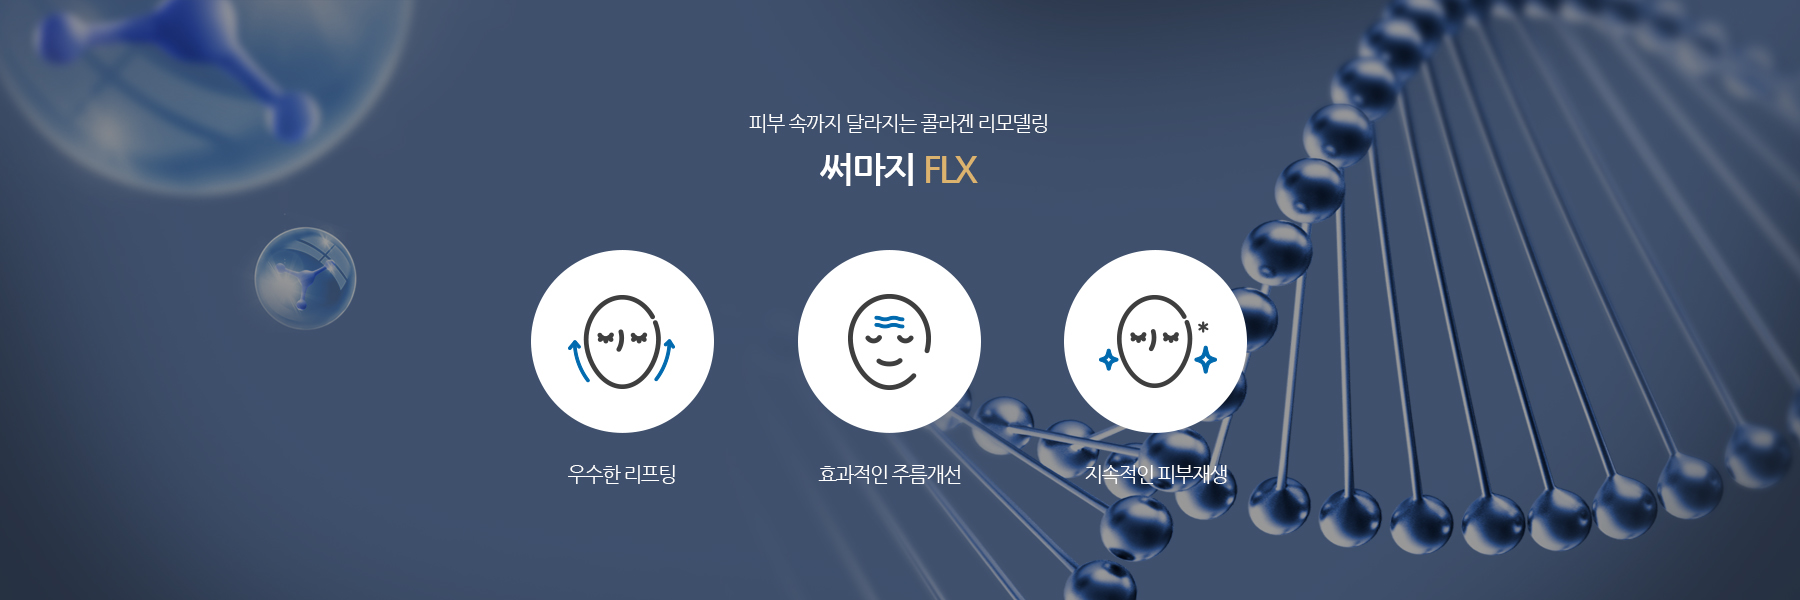 피부 속까지 달라지는 콜라겐 리모델링
써마지 FLX
우수한 리프팅
효과적인 주름개선
지속적인 피부재생